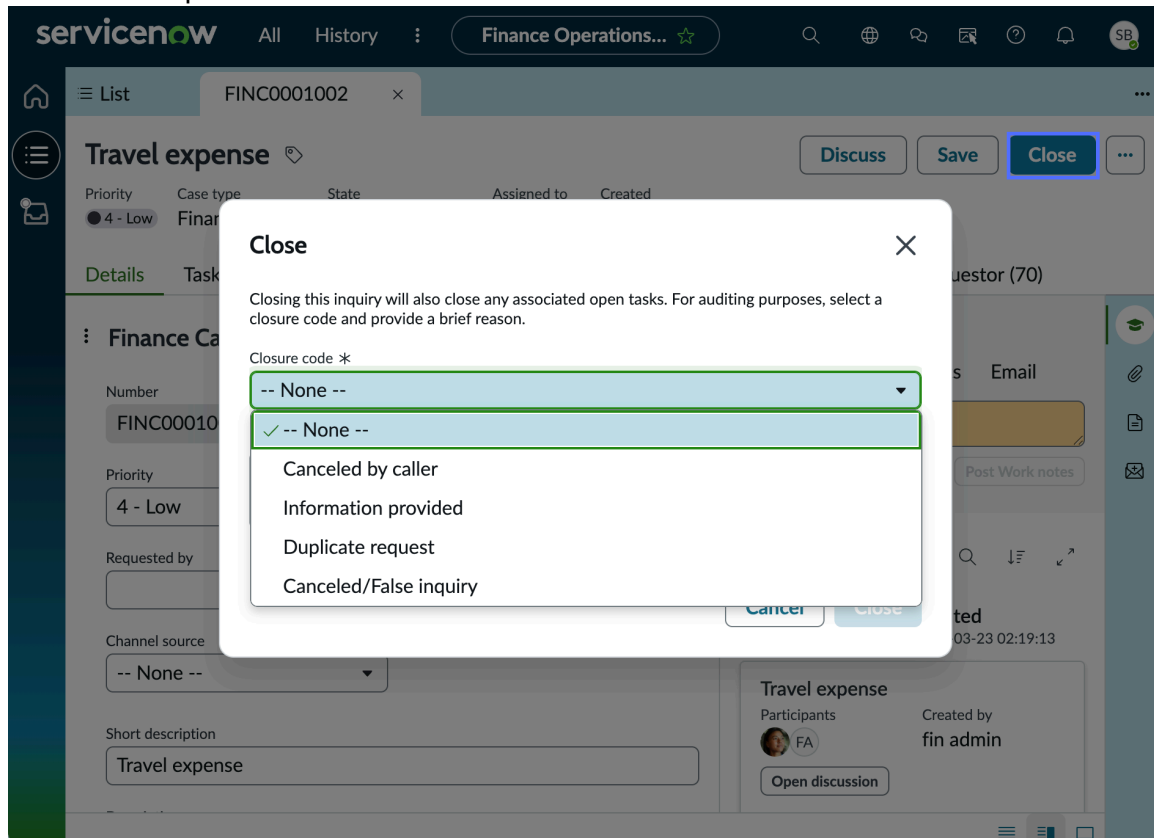 servicenow All History Finance Operations... SB
List FINC0001002
Travel expense Discuss Save Close
Priority Case type State Assigned to Created
4 - Low
Details
Close
Closing this inquiry will also close any associated open tasks. For auditing purposes, select a
closure code and provide a brief reason.
Closure code *
-- None --
-- None --
Canceled by caller
Information provided
Duplicate request
Canceled/False inquiry
Cancel Close
(70)
Finance
Number
Priority
4 - Low
Requested by
Channel source
-- None --
Short description
Travel expense
Email
Post Work notes
03-23 02:19:13
Travel expense
Participants Created by
FA fin admin
Open discussion